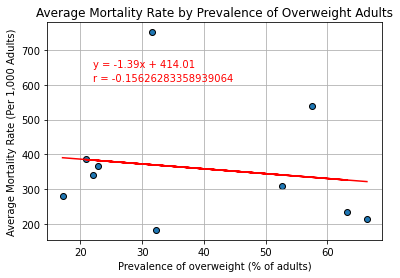 Average Mortality Rate by Prevalence of Overweight Adults
y = -1.39x + 414.01
r = -0.15626283358939064
Average Mortality Rate (Per 1,000 Adults)
700
600
500
400
300
200
20 30 40 50 60
Prevalence of overweight (% of adults)